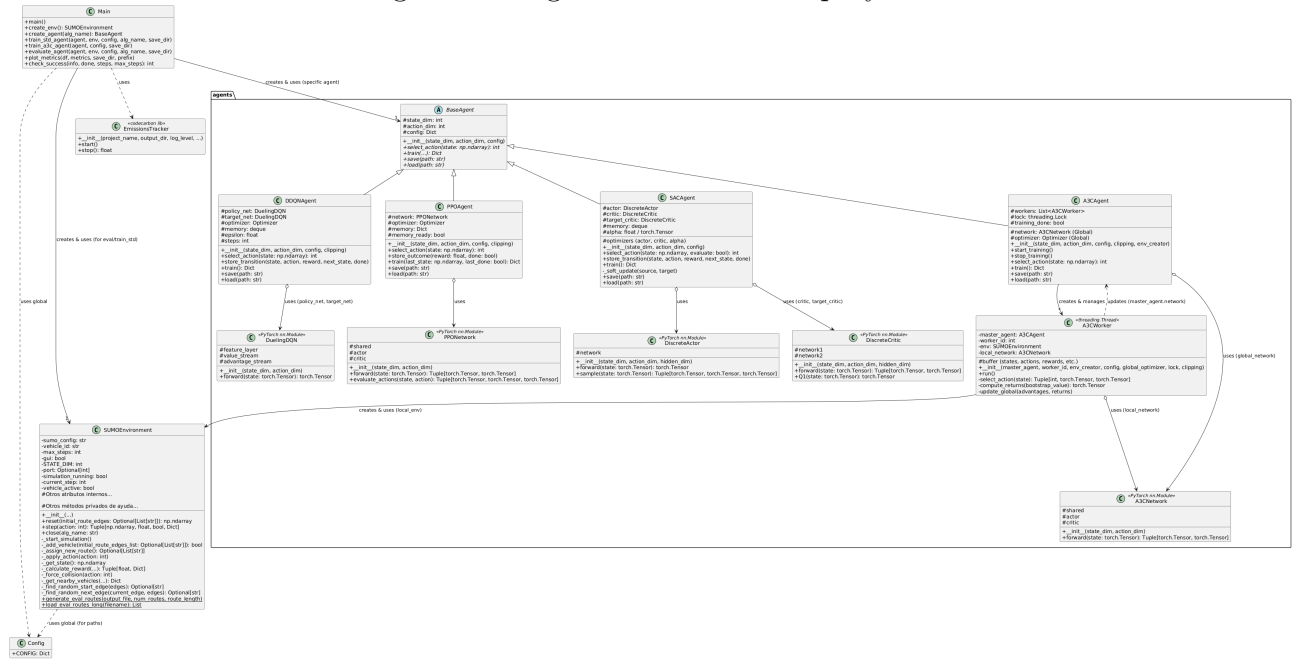 Main
+main()
+create_env(): SUMOEnvironment
+create_agent(alg_name): BaseAgent
+train_std_agent(agent, env, config, alg_name, save_dir)
+train_a3c_agent(agent, config, save_dir)
+evaluate_agent(agent, env, config, alg_name, save_dir)
+plot_metrics(df, metrics, save_dir, prefix)
+check_success(info, done, steps, max_steps): int
uses
creates & uses (specific agent)
agents
«codecarbon lib»
EmissionsTracker
+__init__(project_name, output_dir, log_level, ...)
+start()
+stop(): float
1
BaseAgent
#state_dim: int
#action_dim: int
#config: Dict
+__init__(state_dim, action_dim, config)
+select_action(state: np.ndarray): int
+train(...): Dict
+save(path: str)
+load(path: str)
DDQNAgent
#policy_net: DuelingDQN
#target_net: DuelingDQN
#optimizer: Optimizer
#memory: deque
#epsilon: float
#steps: int
+__init__(state_dim, action_dim, config, clipping)
+select_action(state: np.ndarray): int
+store_transition(state, action, reward, next_state, done)
+train(): Dict
+save(path: str)
+load(path: str)
PPOAgent
#network: PPONetwork
#optimizer: Optimizer
#memory: Dict
#memory_ready: bool
+__init__(state_dim, action_dim, config, clipping)
+select_action(state: np.ndarray): int
+store_outcome(reward: float, done: bool)
+train(last_state: np.ndarray, last_done: bool): Dict
+save(path: str)
+load(path: str)
SACAgent
#actor: DiscreteActor
#critic: DiscreteCritic
#target_critic: DiscreteCritic
#memory: deque
#alpha: float / torch.Tensor
#optimizers (actor, critic, alpha)
+__init__(state_dim, action_dim, config)
+select_action(state: np.ndarray, evaluate: bool): int
+store_transition(state, action, reward, next_state, done)
+train(): Dict
-_soft_update(source, target)
+save(path: str)
+load(path: str)
A3CAgent
#workers: List<A3CWorker>
#lock: threading.Lock
#training_done: bool
#network: A3CNetwork (Global)
#optimizer: Optimizer (Global)
+__init__(state_dim, action_dim, config, clipping, env_creator)
+start_training()
+stop_training()
+select_action(state: np.ndarray): int
+train(): Dict
+save(path: str)
+load(path: str)
creates & uses (for eval/train_std)
uses global
uses (policy_net, target_net)
uses
uses
uses (critic, target_critic)
creates & manages
updates (master_agent.network)
uses (global_network)
«PyTorch nn.Module»
DuelingDQN
#feature_layer
#value_stream
#advantage_stream
+__init__(state_dim, action_dim)
+forward(state: torch.Tensor): torch.Tensor
«PyTorch nn.Module»
PPONetwork
#shared
#actor
#critic
+__init__(state_dim, action_dim)
+forward(state: torch.Tensor): Tuple[torch.Tensor, torch.Tensor]
+evaluate_actions(state, action): Tuple[torch.Tensor, torch.Tensor, torch.Tensor]
«PyTorch nn.Module»
DiscreteActor
#network
+__init__(state_dim, action_dim, hidden_dim)
+forward(state: torch.Tensor): torch.Tensor
+sample(state: torch.Tensor): Tuple[torch.Tensor, torch.Tensor, torch.Tensor]
«PyTorch nn.Module»
DiscreteCritic
#network1
#network2
+__init__(state_dim, action_dim, hidden_dim)
+forward(state: torch.Tensor): Tuple[torch.Tensor, torch.Tensor]
+Q1(state: torch.Tensor): torch.Tensor
«threading.Thread»
A3CWorker
-master_agent: A3CAgent
-worker_id: int
-env: SUMOEnvironment
-local_network: A3CNetwork
#buffer (states, actions, rewards, etc.)
+__init__(master_agent, worker_id, env_creator, config, global_optimizer, lock, clipping)
+run()
-select_action(state): Tuple[int, torch.Tensor, torch.Tensor]
-compute_returns(bootstrap_value): torch.Tensor
-update_global(advantages, returns)
creates & uses (local_env)
uses (local_network)
1
SUMOEnvironment
-sumo_config: str
-vehicle_id: str
-max_steps: int
-gui: bool
-STATE_DIM: int
-port: Optional[int]
-simulation_running: bool
-current_step: int
-vehicle_active: bool
#Otros atributos internos...
#Otros métodos privados de ayuda...
+__init__(...)
+reset(initial_route_edges: Optional[List[str]]): np.ndarray
+step(action: int): Tuple[np.ndarray, float, bool, Dict]
+close(alg_name: str)
-_start_simulation()
-_add_vehicle(initial_route_edges_list: Optional[List[str]]): bool
-_assign_new_route(): Optional[List[str]]
-_apply_action(action: int)
-_get_state(): np.ndarray
-_calculate_reward(...): Tuple[float, Dict]
-_force_collision(action: int)
-_get_nearby_vehicles(...): Dict
-_find_random_start_edge(edges): Optional[str]
-_find_random_next_edge(current_edge, edges): Optional[str]
+generate_eval_routes(output_file, num_routes, route_length)
+load_eval_routes_long(filename): List
«PyTorch nn.Module»
A3CNetwork
#shared
#actor
#critic
+__init__(state_dim, action_dim)
+forward(state: torch.Tensor): Tuple[torch.Tensor, torch.Tensor]
uses global (for paths)
Config
+CONFIG: Dict